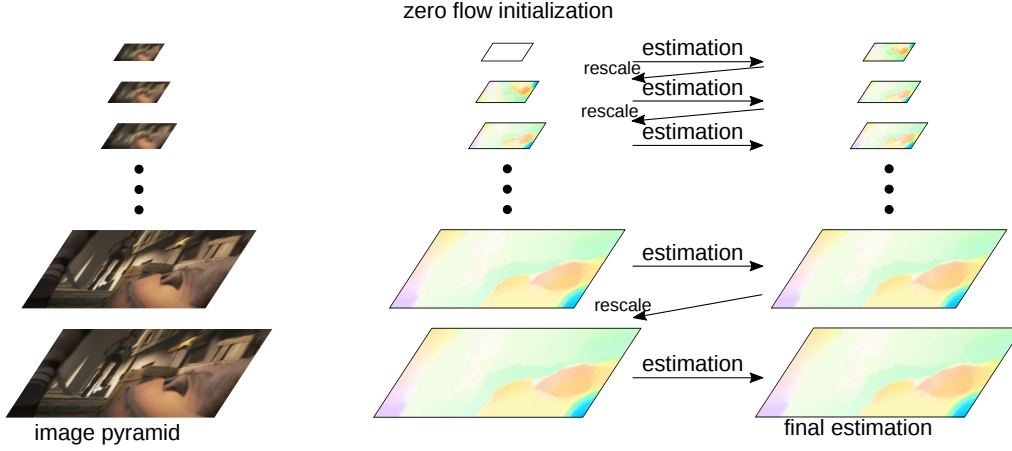 zero flow initialization
estimation
rescale
estimation
rescale
estimation
estimation
rescale
estimation
image pyramid
final estimation